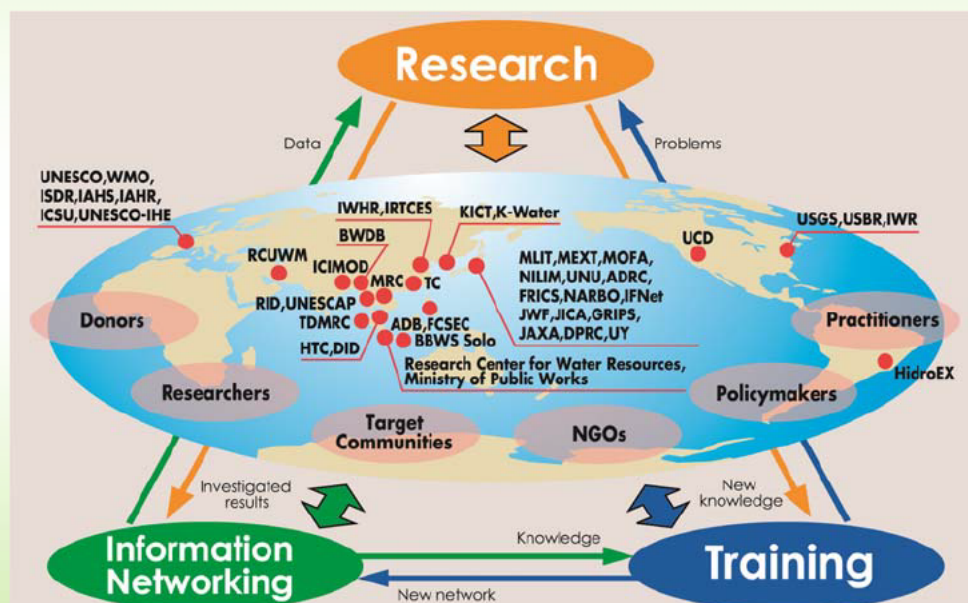 Research
Data
Problems
UNESCO,WMO,
ISDR,IAHS,IAHR,
ICSU,UNESCO-IHE
IWHR,IRTCES
KICT,K-Water
USGS,USBR,IWR
BWDB
UCD
RCUWM
ICIMOD
MRC
TC
MLIT,MEXT,MOFA,
NILIM,UNU,ADRC,
FRICS,NARBO,IFNet
JWF,JICA,GRIPS,
JAXA,DPRC,UY
RID,UNESCAP
TDMRC
ADB,FCSEC
BBWS Solo
HTC,DID
Research Center for Water Resources,
Ministry of Public Works
HidroEX
Donors
Practitioners
Researchers
Policymakers
Target
Communities
NGOs
Investigated
results
New
knowledge
Information
Networking
Knowledge
New network
Training